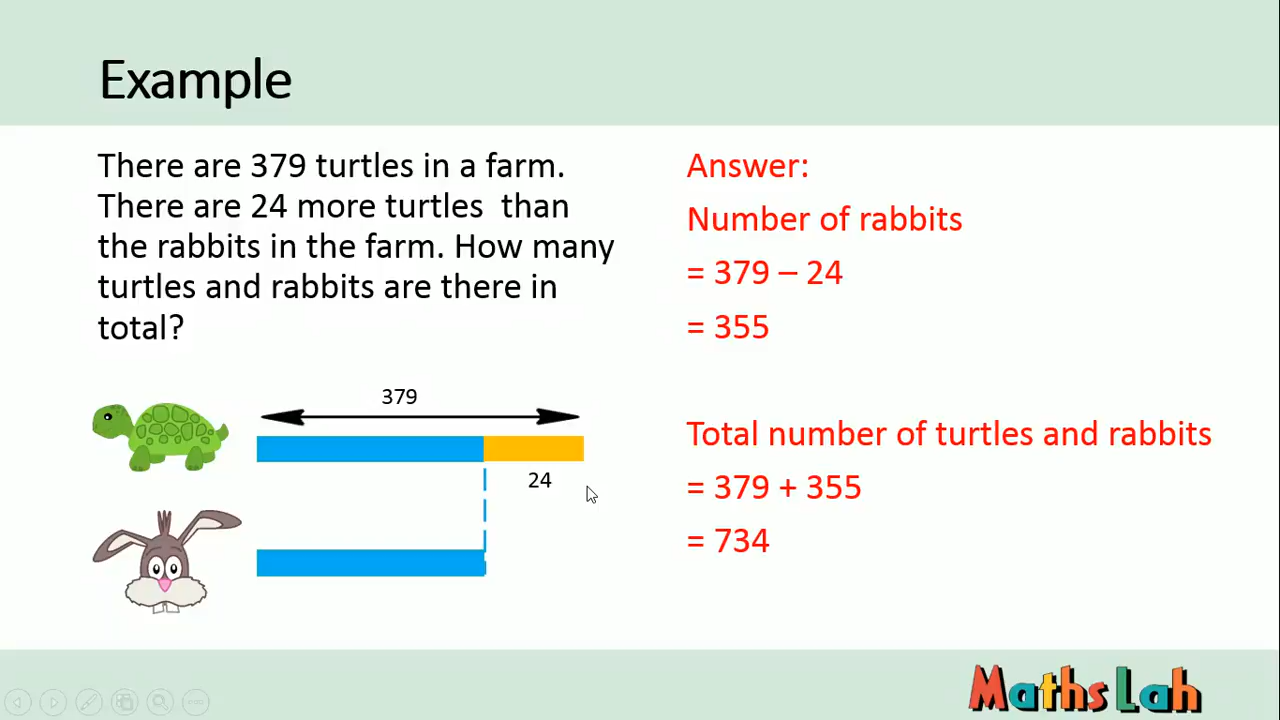 Example
There are 379 turtles in a farm.
There are 24 more turtles than
the rabbits in the farm. How many
turtles and rabbits are there in
total?
379
24
Answer:
Number of rabbits
= 379 – 24
= 355
Total number of turtles and rabbits
= 379 + 355
= 734
Maths Lah